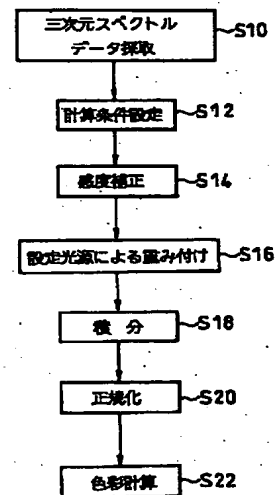 三次元スペクトル
データ採取
S10
計算条件設定
S12
感度補正
S14
設定光源による重み付け
S16
積分
S18
正規化
S20
色彩計算
S22